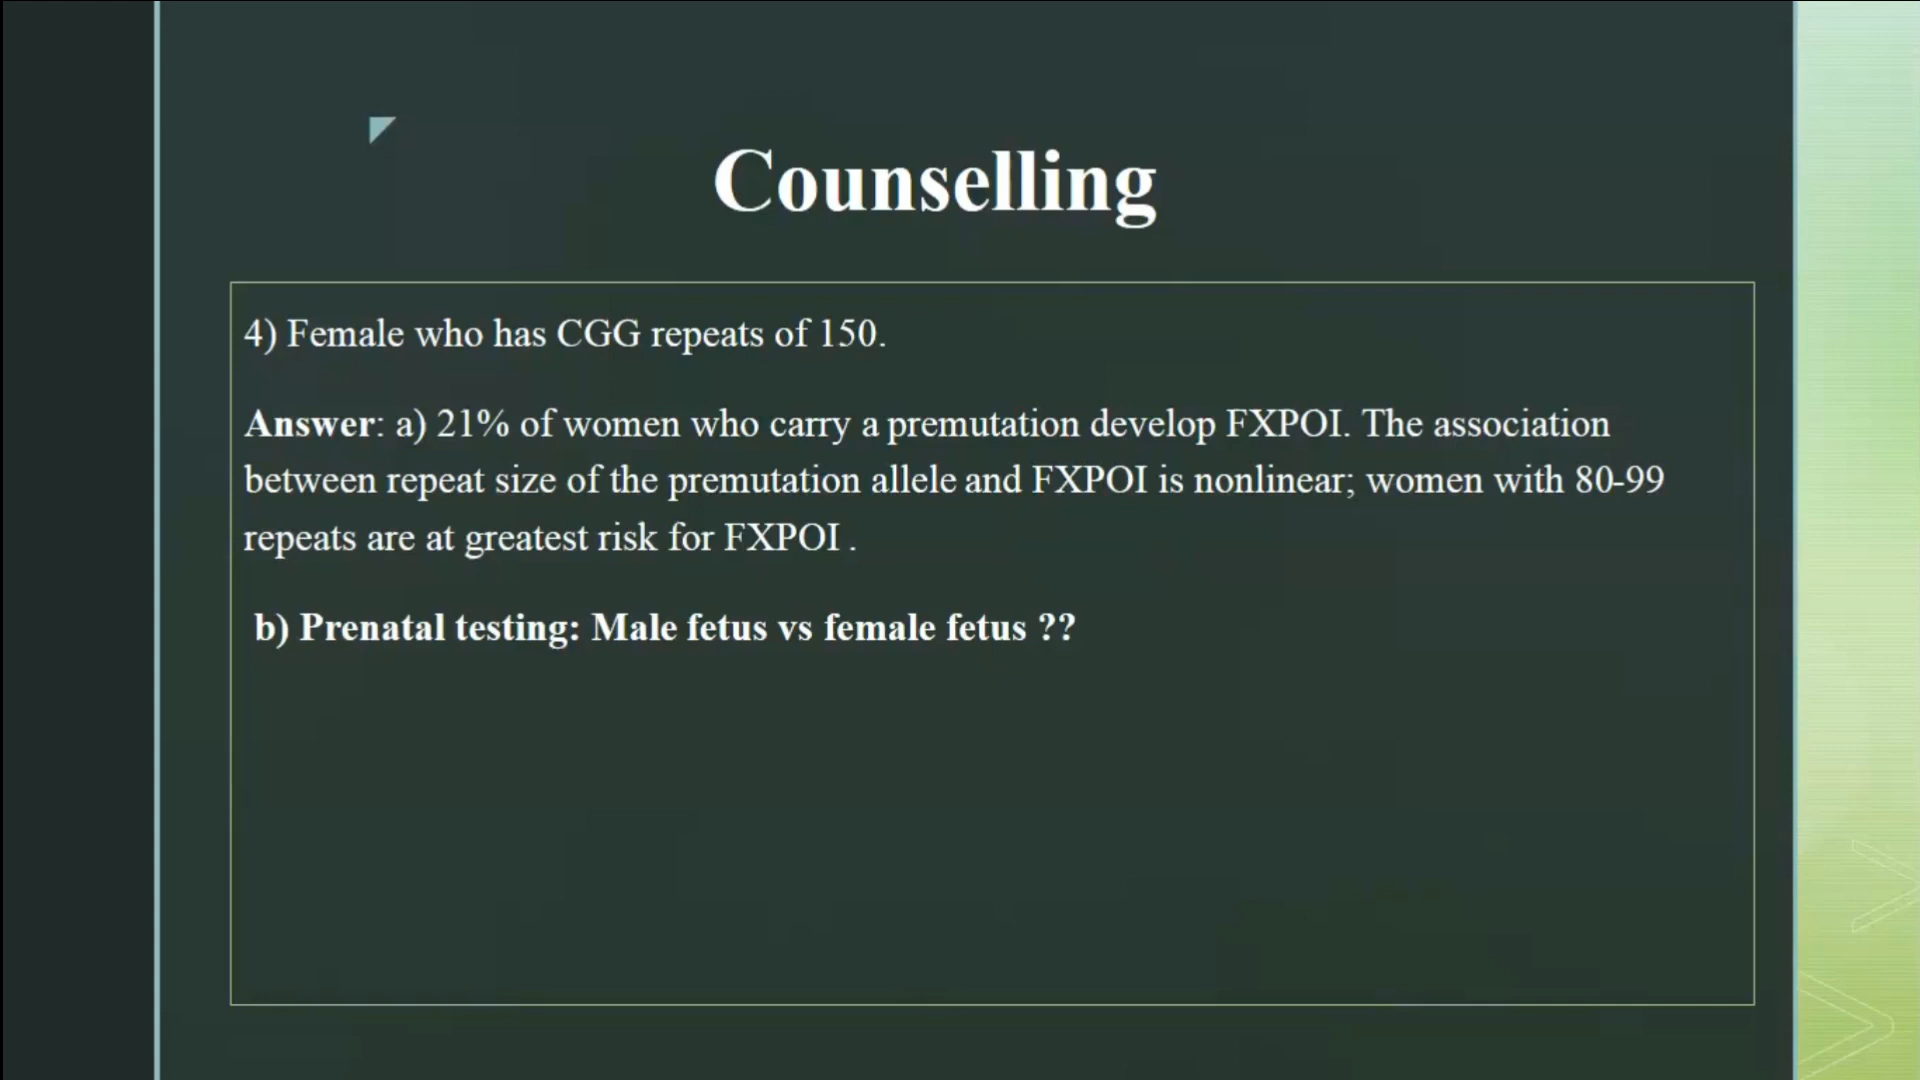 Counselling
4) Female who has CGG repeats of 150.
Answer: a) 21% of women who carry a premutation develop FXPOI. The association
between repeat size of the premutation allele and FXPOI is nonlinear; women with 80-99
repeats are at greatest risk for FXPOI .
b) Prenatal testing: Male fetus vs female fetus ??